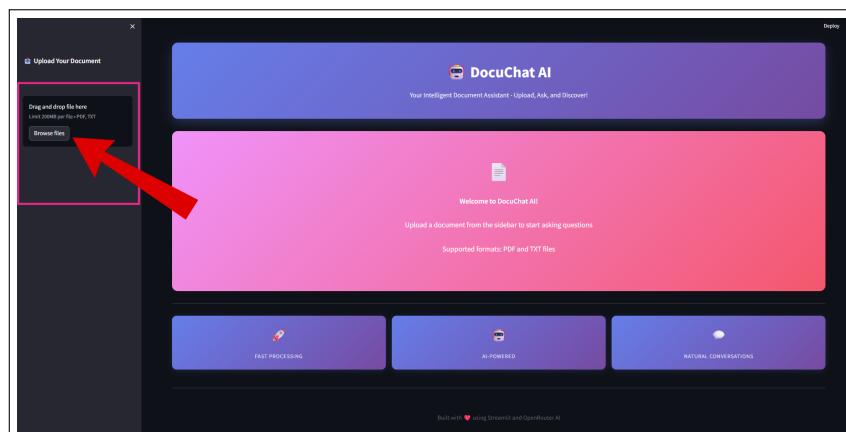 Deploy
Upload Your Document
Drag and drop file here
Limit 200MB per file • PDF, TXT
Browse files
DocuChat AI
Your Intelligent Document Assistant - Upload, Ask, and Discover!
Welcome to DocuChat AI!
Upload a document from the sidebar to start asking questions
Supported formats: PDF and TXT files
FAST PROCESSING
AI-POWERED
NATURAL CONVERSATIONS
Built with ❤️ using Streamlit and OpenRouter AI